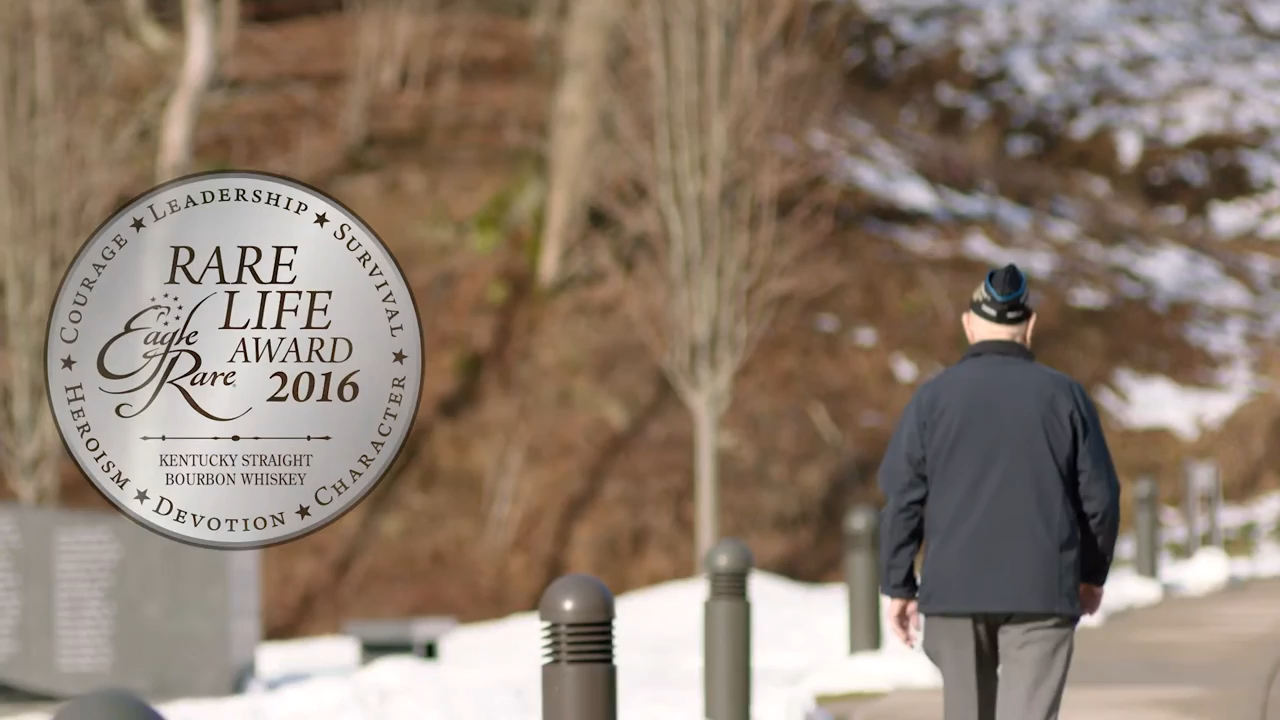 ★ COURAGE ★ LEADERSHIP ★ SURVIVAL ★
RARE
LIFE
AWARD
2016
Eagle
Rare
KENTUCKY STRAIGHT
BOURBON WHISKEY
HEROISM ★ DEVOTION ★ CHARACTER